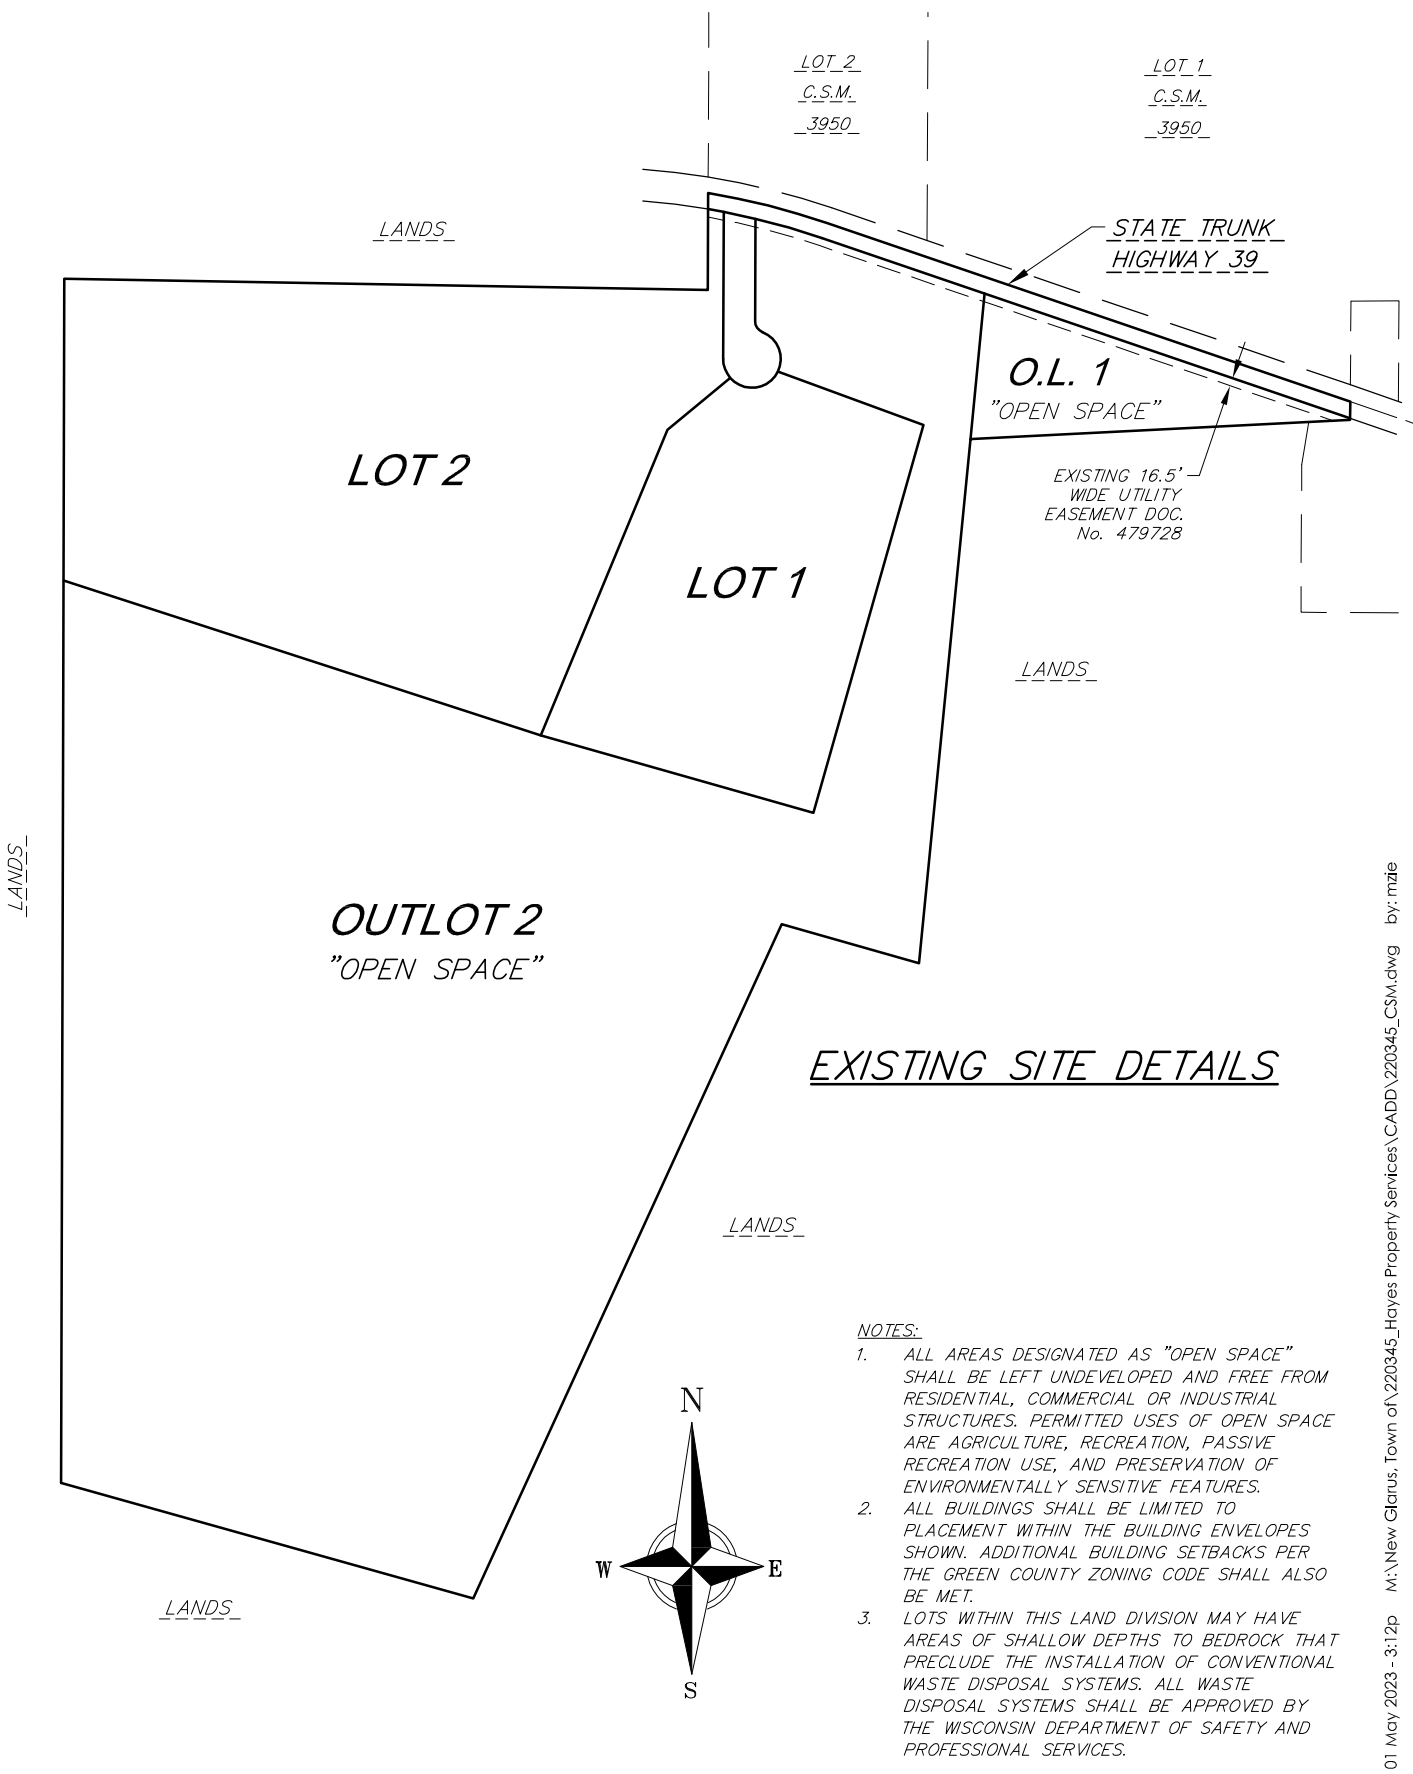 LOT 2
C.S.M.
3950
LOT 1
C.S.M.
3950
LANDS
STATE TRUNK
HIGHWAY 39
O.L. 1
"OPEN SPACE"
LOT 2
EXISTING 16.5'
WIDE UTILITY
EASEMENT DOC.
No. 479728
LOT 1
LANDS
LANDS
OUTLOT 2
"OPEN SPACE"
EXISTING SITE DETAILS
LANDS
NOTES:
1. ALL AREAS DESIGNATED AS "OPEN SPACE"
SHALL BE LEFT UNDEVELOPED AND FREE FROM
RESIDENTIAL, COMMERCIAL OR INDUSTRIAL
STRUCTURES. PERMITTED USES OF OPEN SPACE
ARE AGRICULTURE, RECREATION, PASSIVE
RECREATION USE, AND PRESERVATION OF
ENVIRONMENTALLY SENSITIVE FEATURES.
2. ALL BUILDINGS SHALL BE LIMITED TO
PLACEMENT WITHIN THE BUILDING ENVELOPES
SHOWN. ADDITIONAL BUILDING SETBACKS PER
THE GREEN COUNTY ZONING CODE SHALL ALSO
BE MET.
3. LOTS WITHIN THIS LAND DIVISION MAY HAVE
AREAS OF SHALLOW DEPTHS TO BEDROCK THAT
PRECLUDE THE INSTALLATION OF CONVENTIONAL
WASTE DISPOSAL SYSTEMS. ALL WASTE
DISPOSAL SYSTEMS SHALL BE APPROVED BY
THE WISCONSIN DEPARTMENT OF SAFETY AND
PROFESSIONAL SERVICES.
N
W
E
S
LANDS
01 May 2023 - 3:12p M:\New Glarus, Town of\220345_Hayes Property Services\CADD\220345_CSM.dwg by: mzie